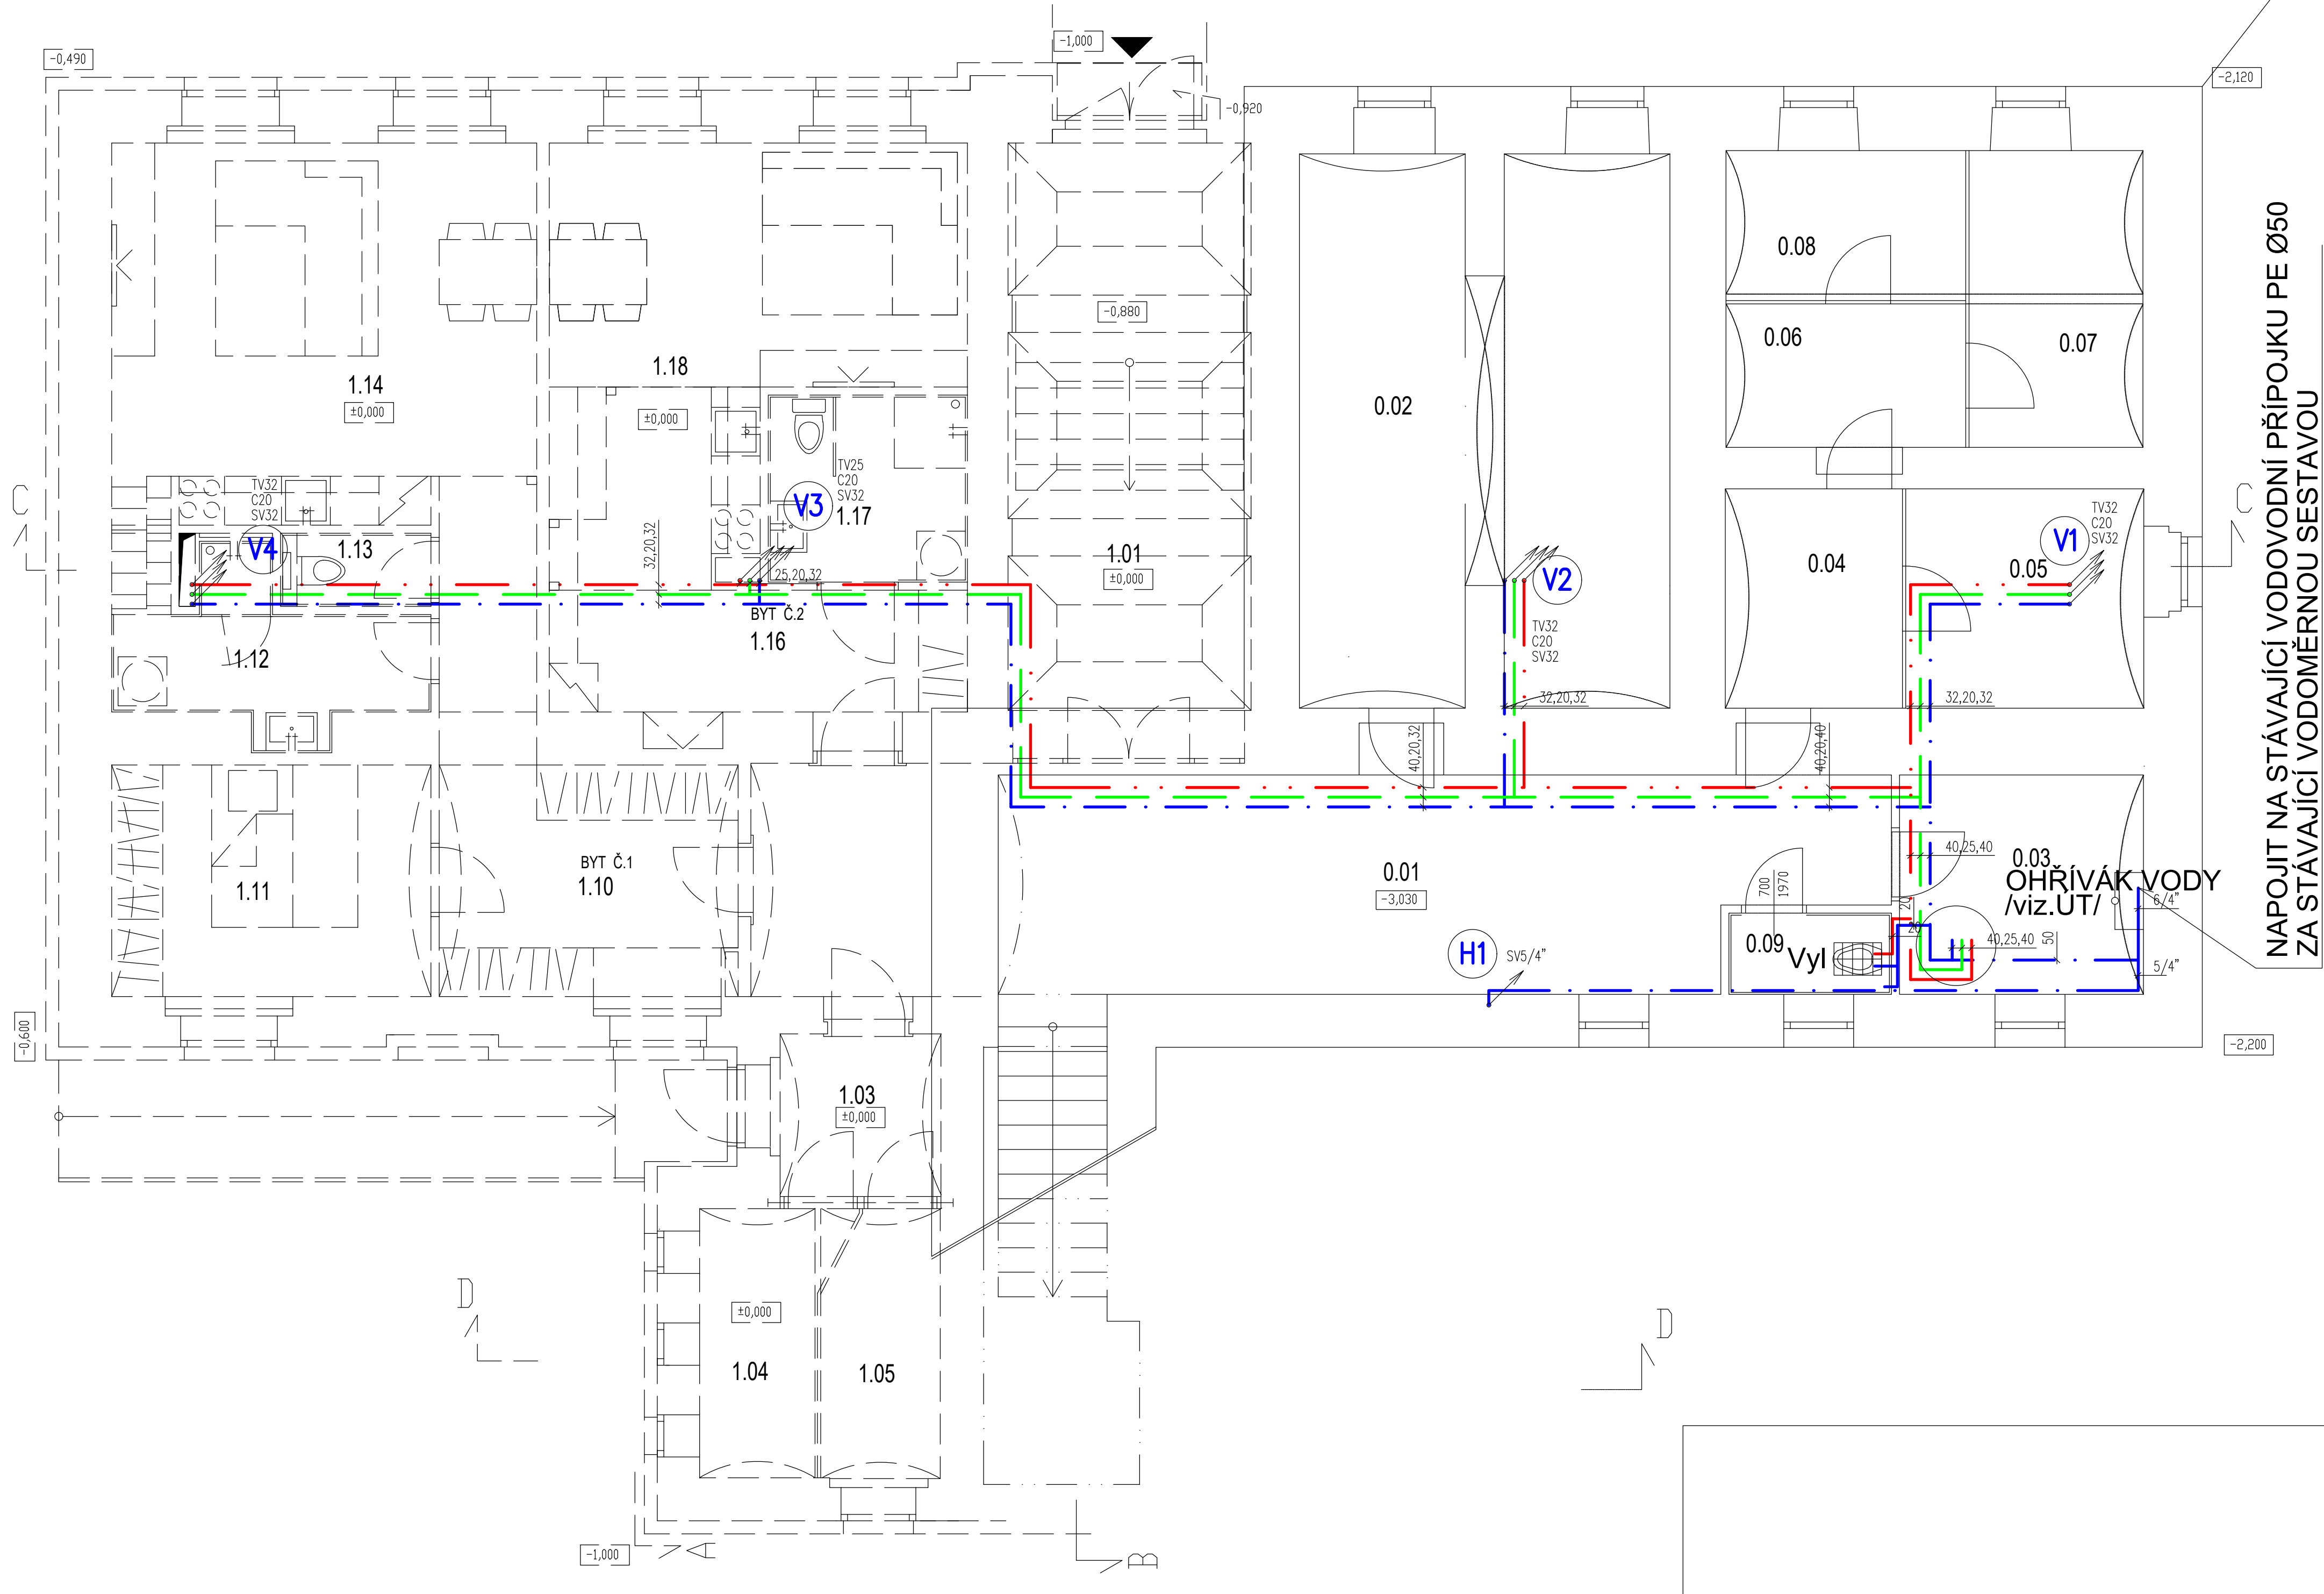 -0,490
-1,000
-0,920
-2,120
-0,880
1.14
±0,000
1.18
±0,000
0.02
0.08
0.06
0.07
NAPOJIT NA STÁVAJÍCÍ VODOVODNÍ PŘÍPOJKU PE Ø50
ZA STÁVAJÍCÍ VODOMĚRNOU SESTAVOU
C
TV32
C20
SV32
V4
1.13
TV25
C20
SV32
V3
1.17
32,20,32
25,20,32
1.01
±0,000
V2
TV32
C20
SV32
0.04
0.05
V1
TV32
C20
SV32
C
1.12
BYT Č.2
1.16
32,20,32
32,20,32
40,20,32
40,20,40
1.11
BYT Č.1
1.10
0.01
-3,030
700
1970
40,25,40
0.03
OHŘÍVÁK VODY
/viz.ÚT/
6/4"
20
20
40,25,40
50
5/4"
0.09
Vyl
H1
SV5/4"
-0,600
-2,200
1.03
±0,000
D
D
±0,000
1.04
1.05
-1,000
A
B